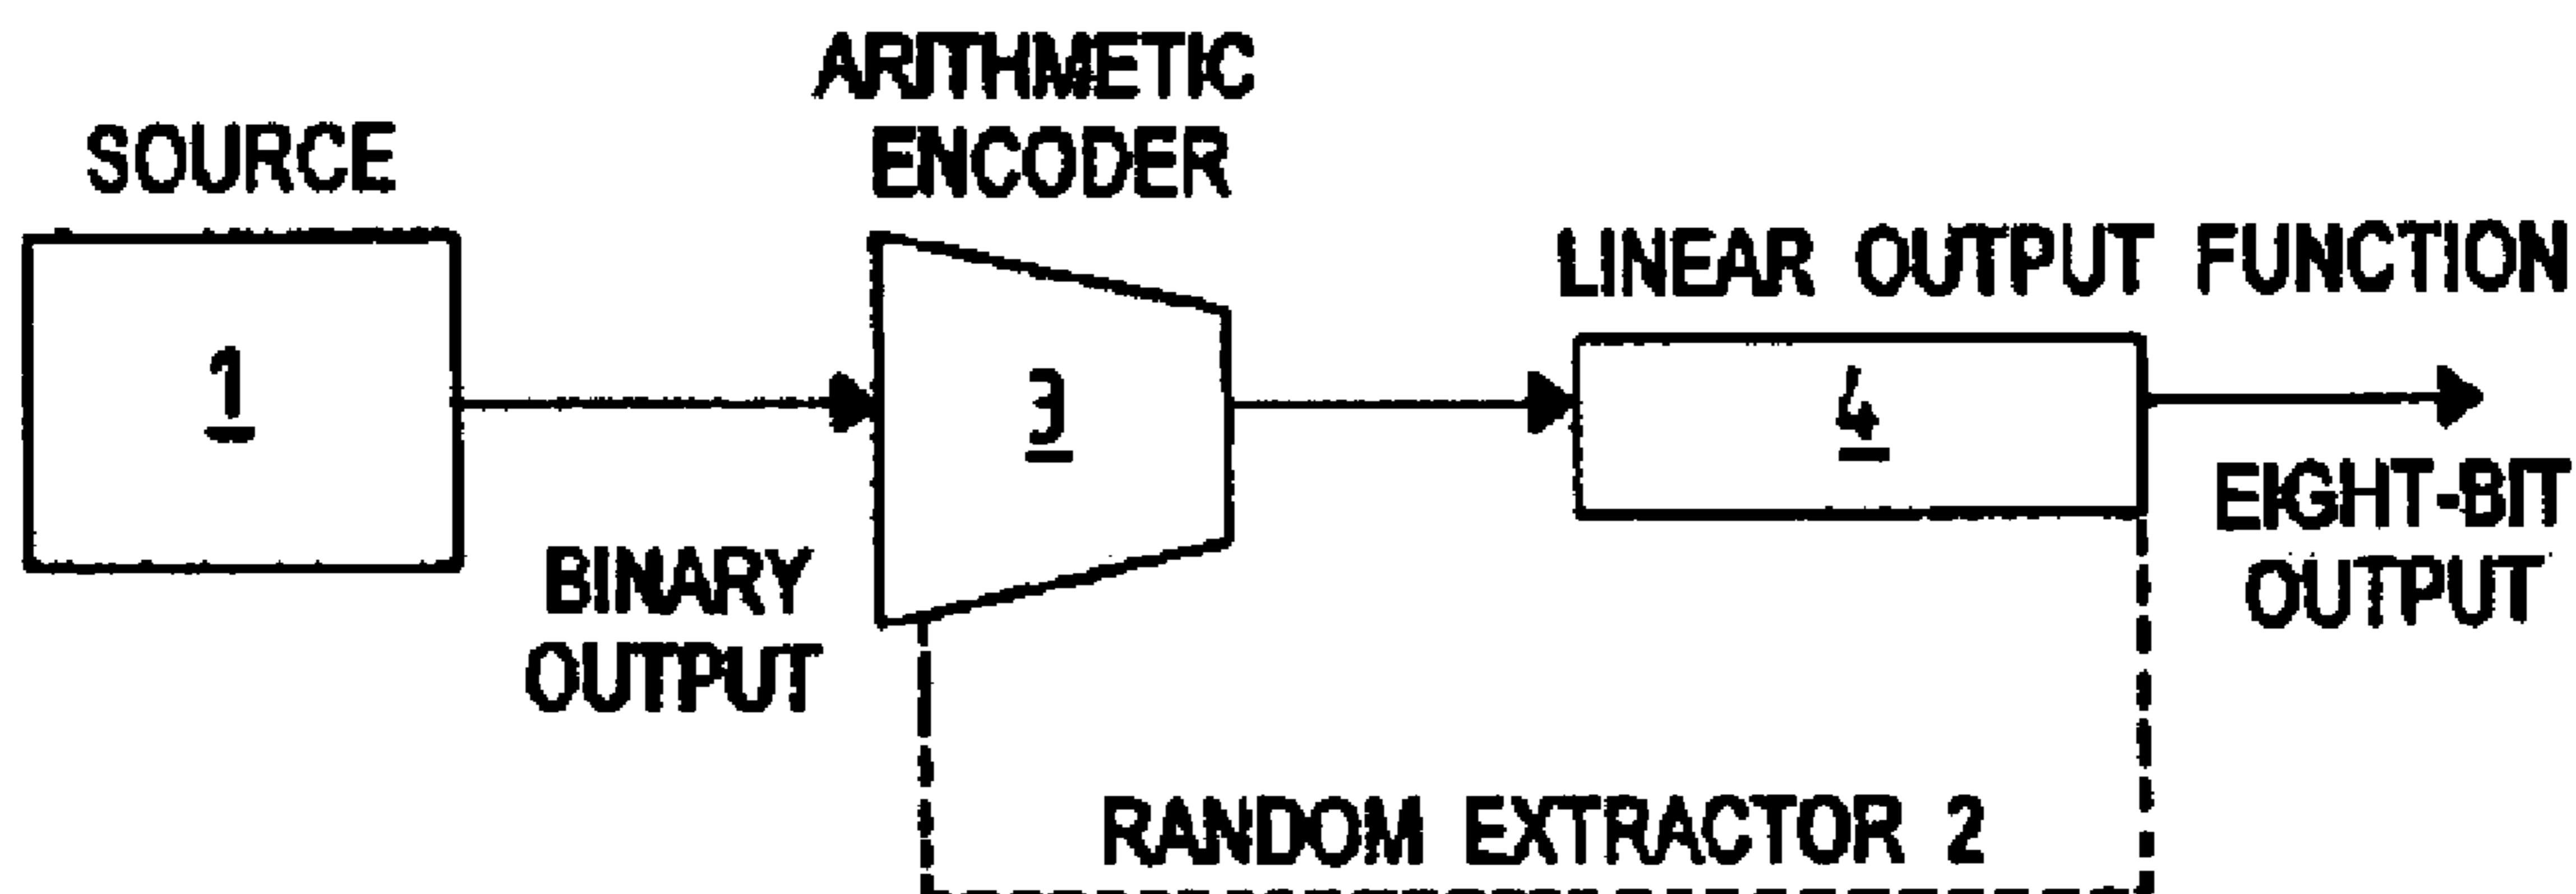 ARITHMETIC
ENCODER
SOURCE
LINEAR OUTPUT FUNCTION
1
3
4
BINARY
OUTPUT
EIGHT-BIT
OUTPUT
RANDOM EXTRACTOR 2